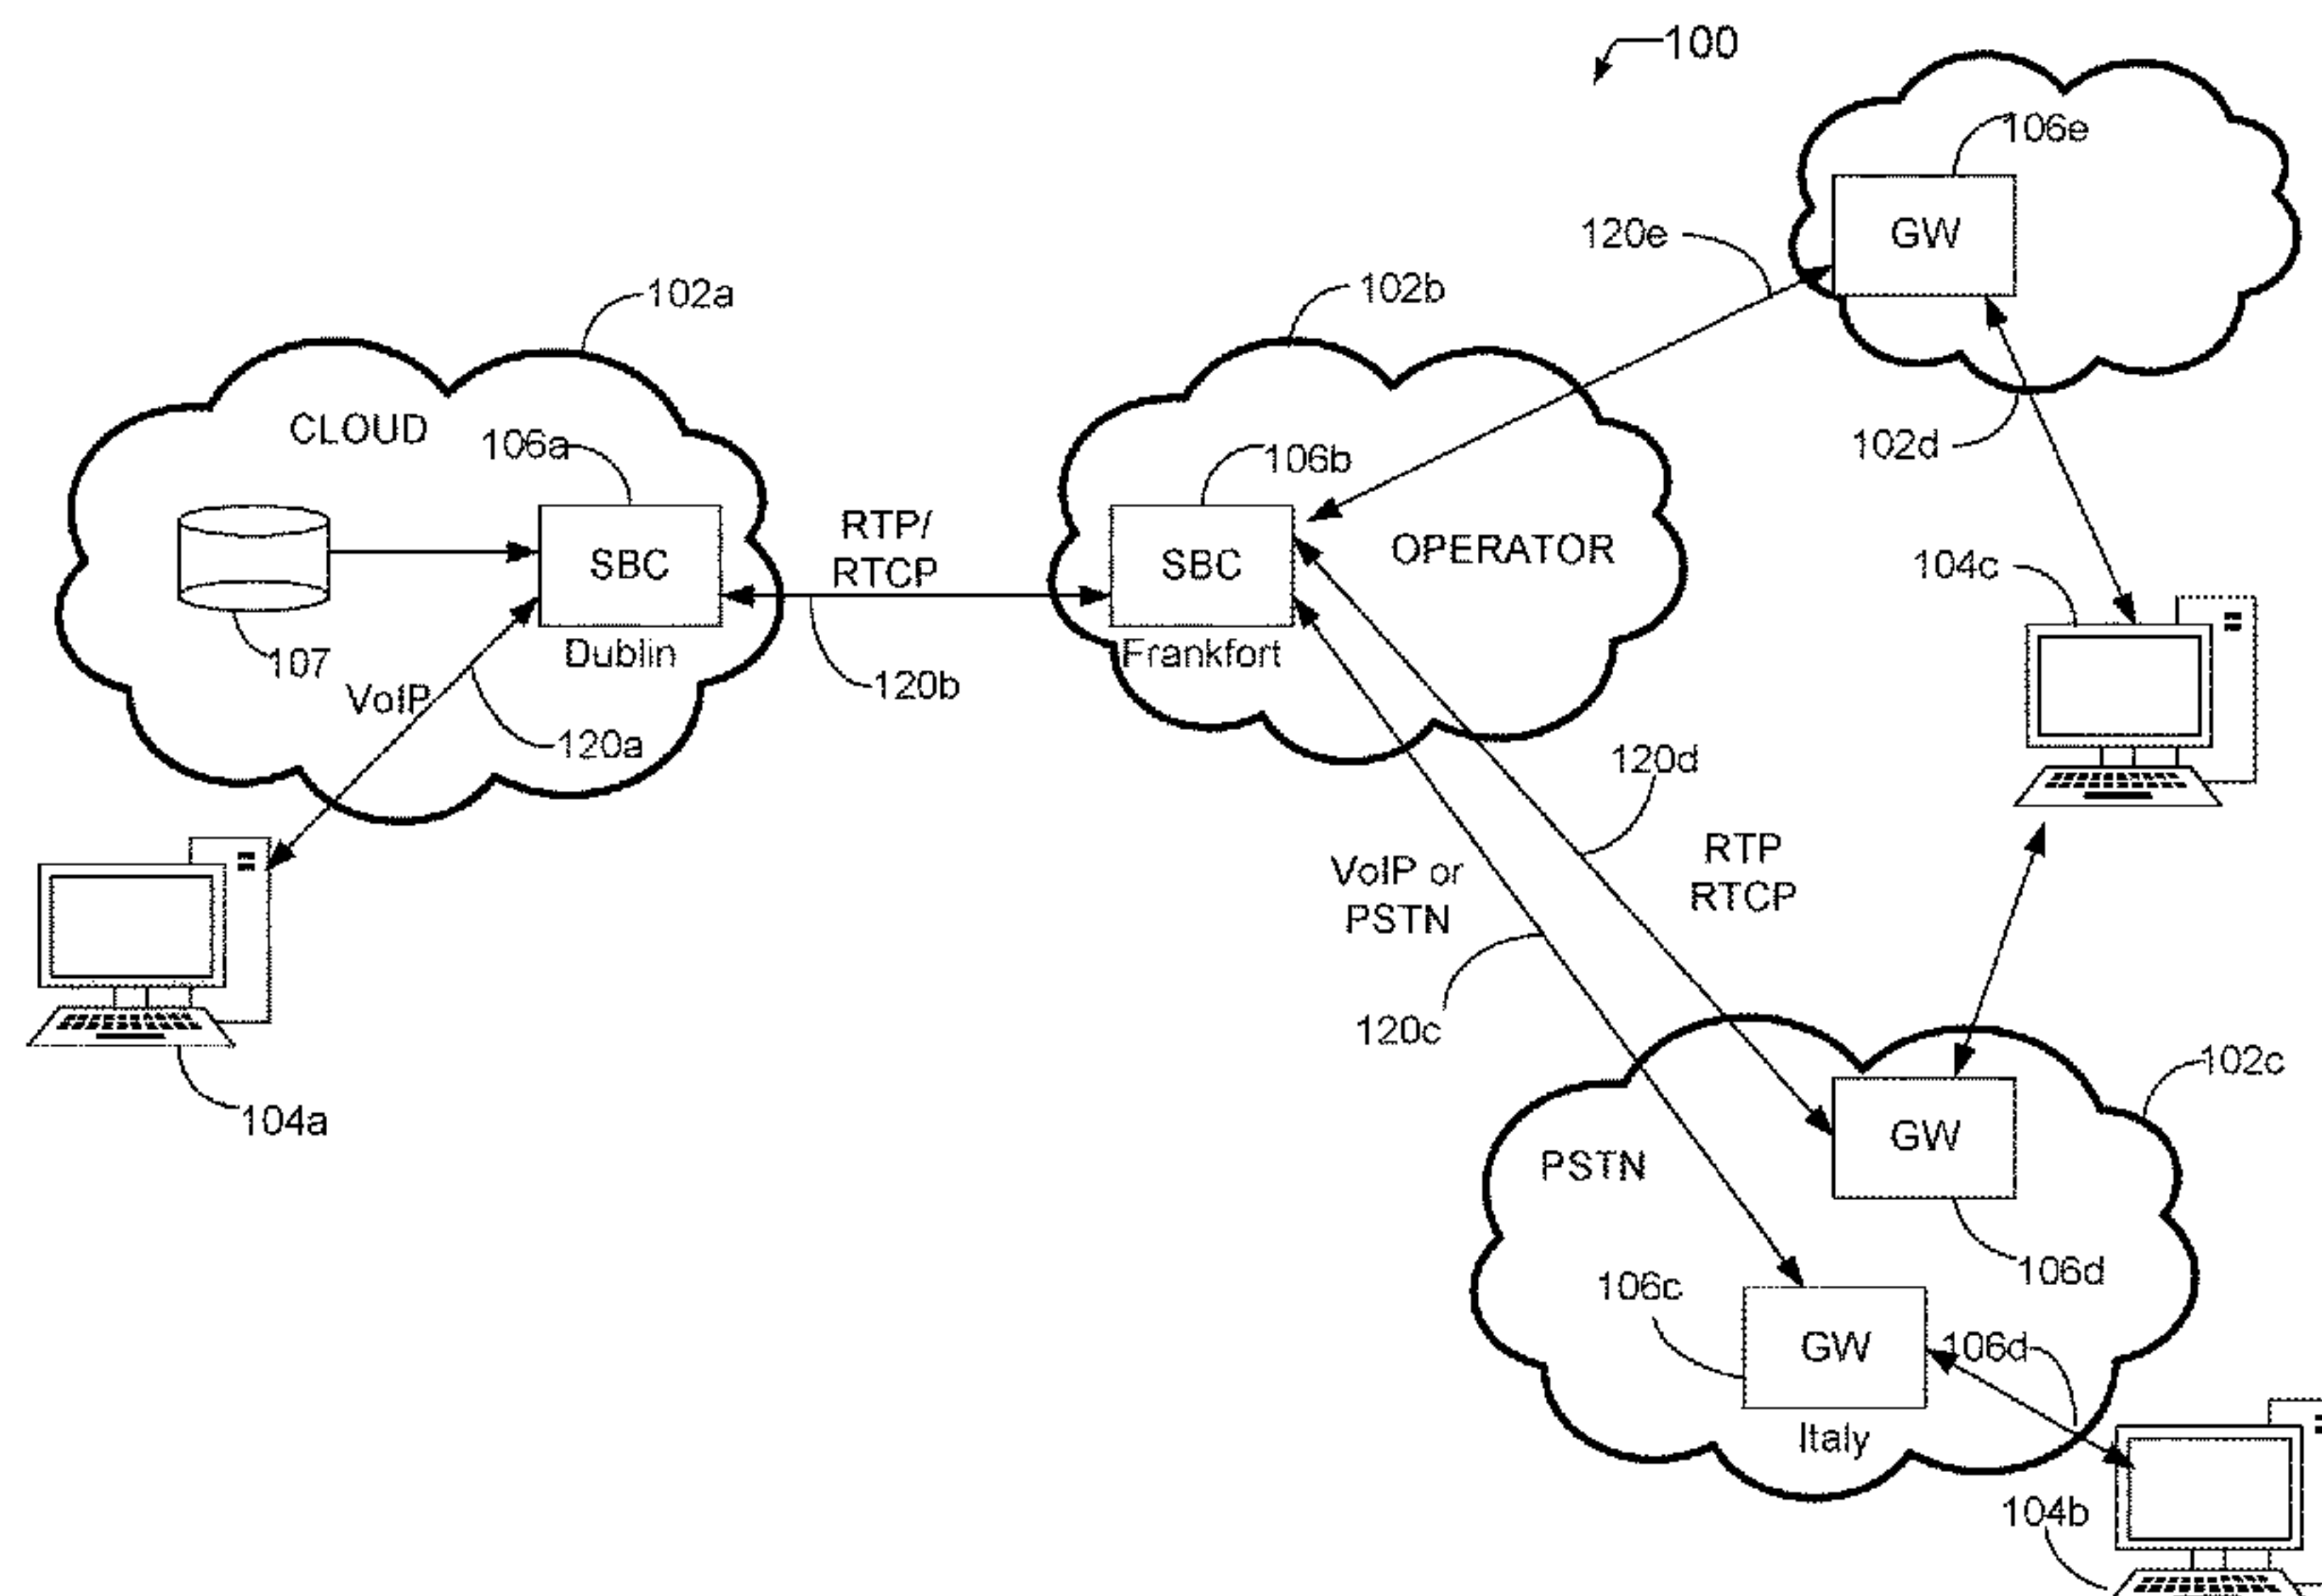 100
106e
GW
120e
102a
102b
CLOUD
106a
106b
102d
RTP/
RTCP
SBC
SBC
OPERATOR
104c
Dublin
Frankfort
107
VoIP
120b
120a
120d
VoIP or
PSTN
RTP
RTCP
120c
102c
104a
GW
PSTN
106d
106c
GW
106d
Italy
104b